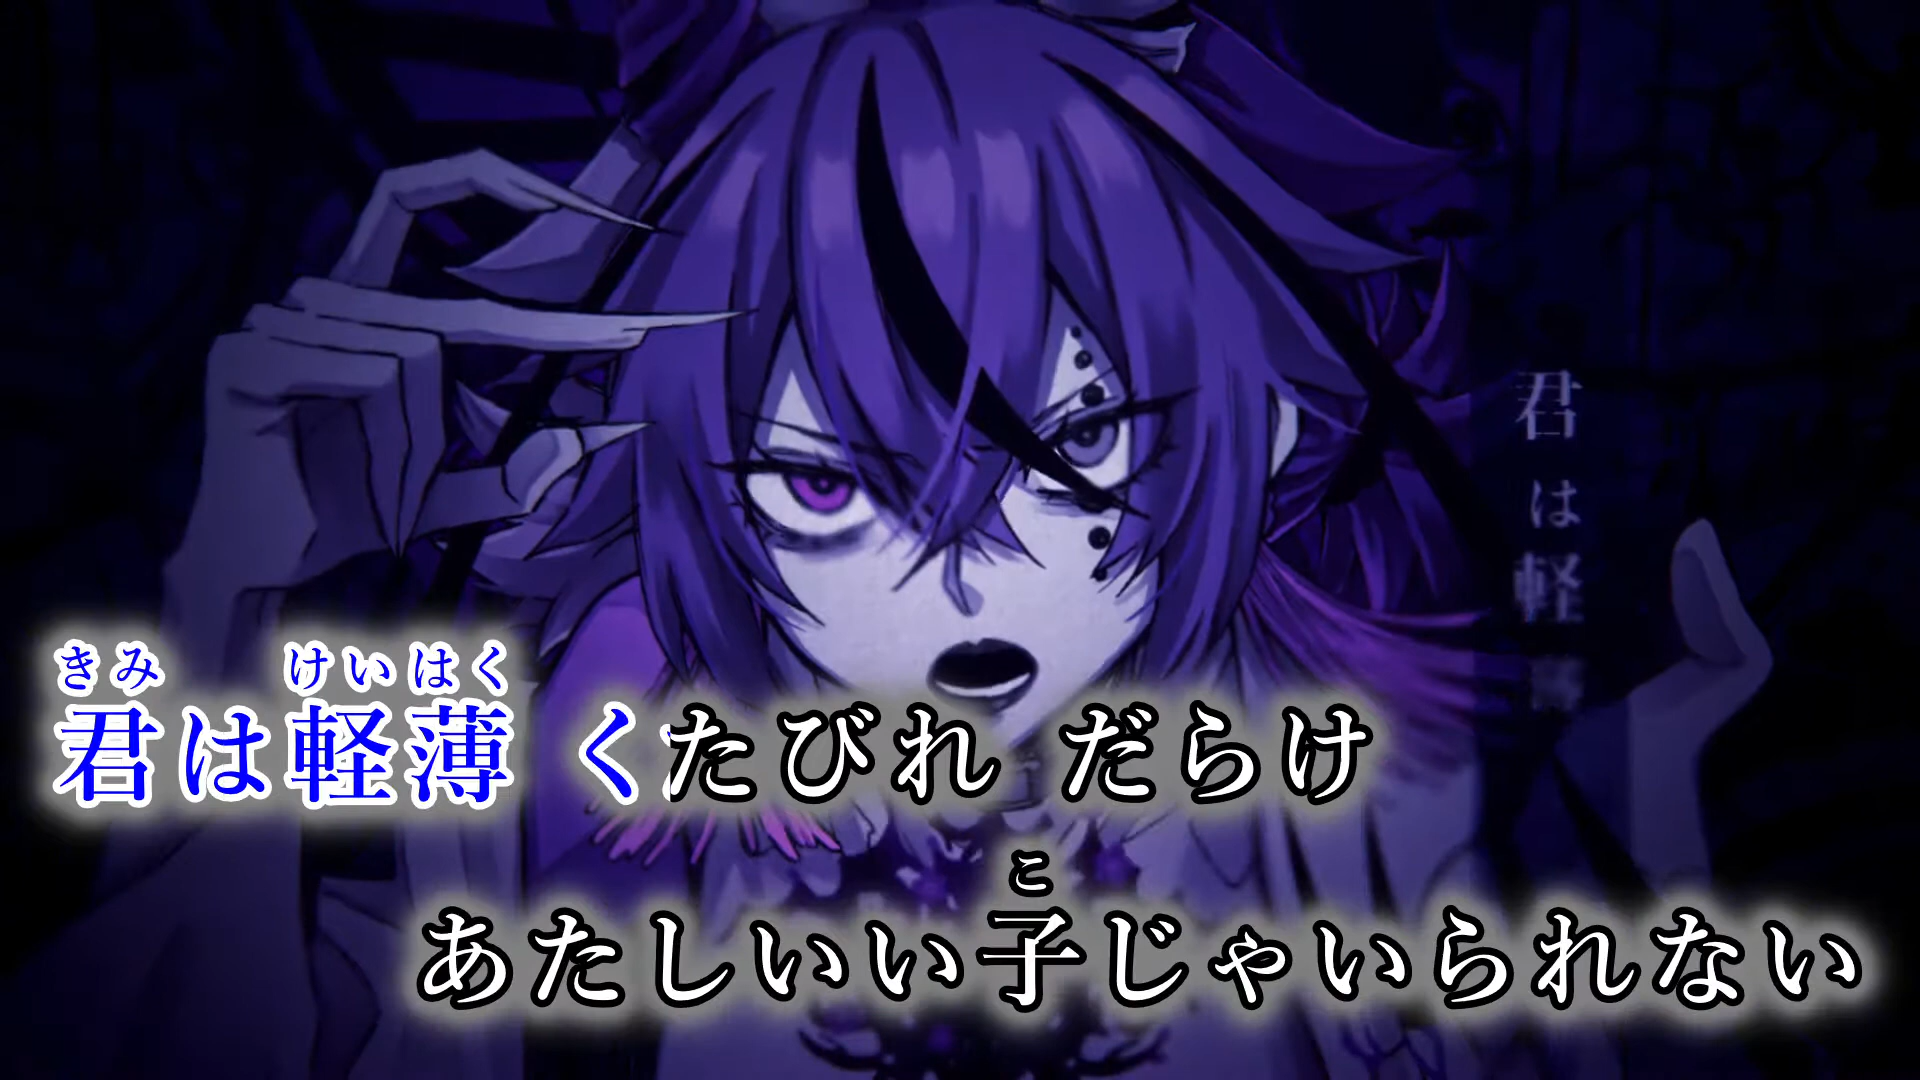 君は軽薄
きみ けいはく
君は軽薄 くたびれ だらけ
こ
あたしいい子じゃいられない